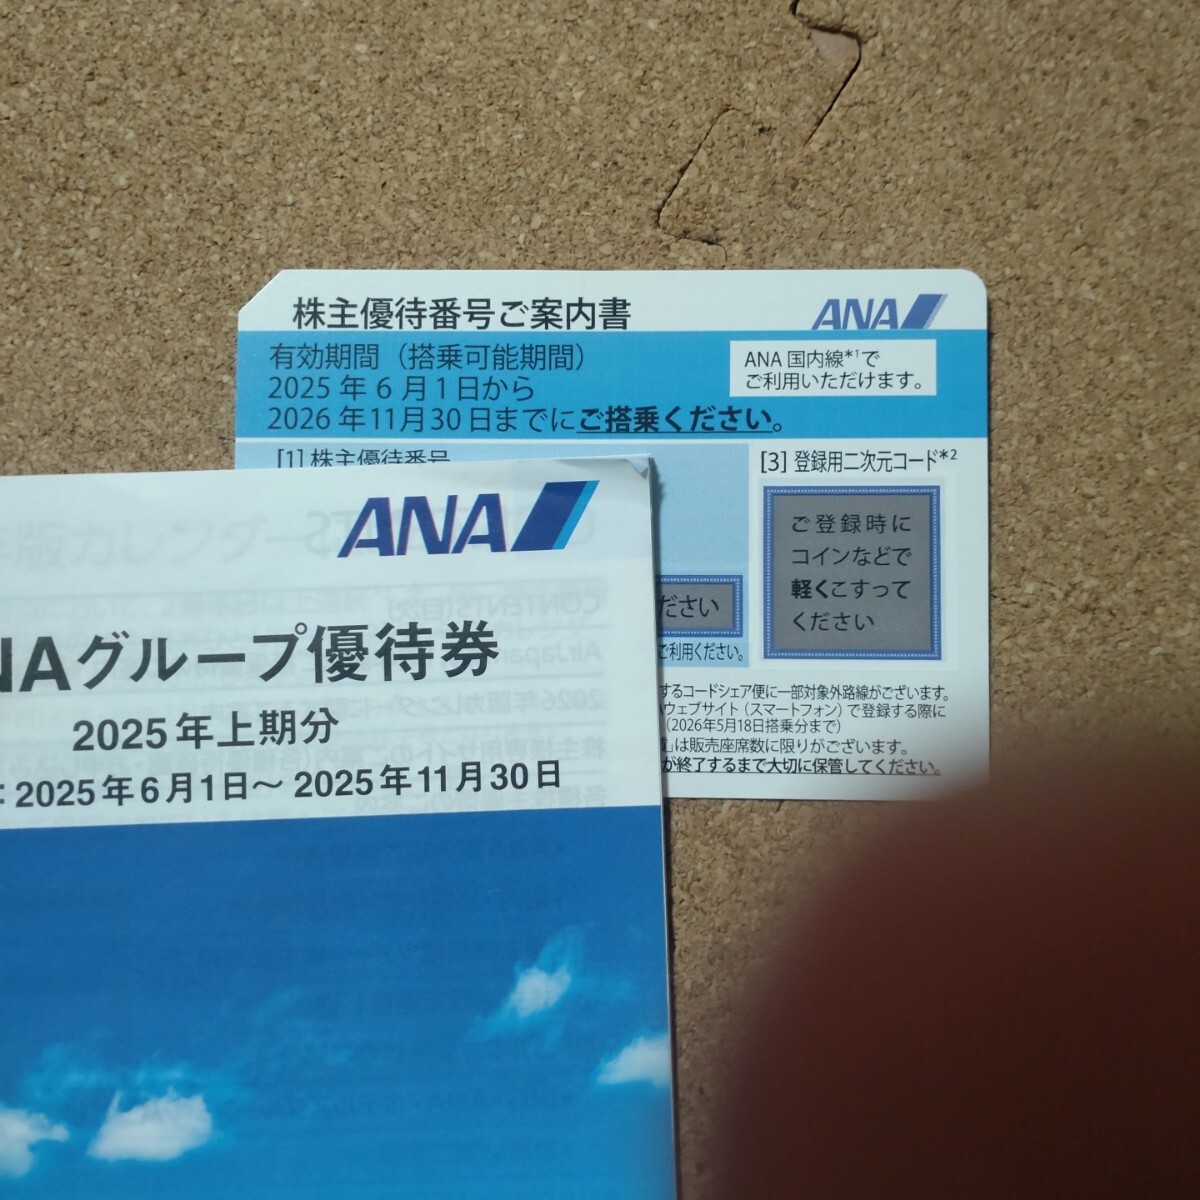 株主優待番号ご案内書
ANA
有効期間（搭乗可能期間）
2025年6月1日から
2026年11月30日までにご搭乗ください。
ANA国内線*1で
ご利用いただけます。
[1] 株主優待番号
[3] 登録用二次元コード*2
ご登録時に
コインなどで
軽くこすって
ください
ださい
ご利用ください。
するコードシェア便に一部対象外路線がございます。
ウェブサイト（スマートフォン）で登録する際に
（2026年5月18日搭乗分まで）
は販売座席数に限りがございます。
が終了するまで大切に保管してください。
ANA
NAグループ優待券
2025年上期分
：2025年6月1日～2025年11月30日